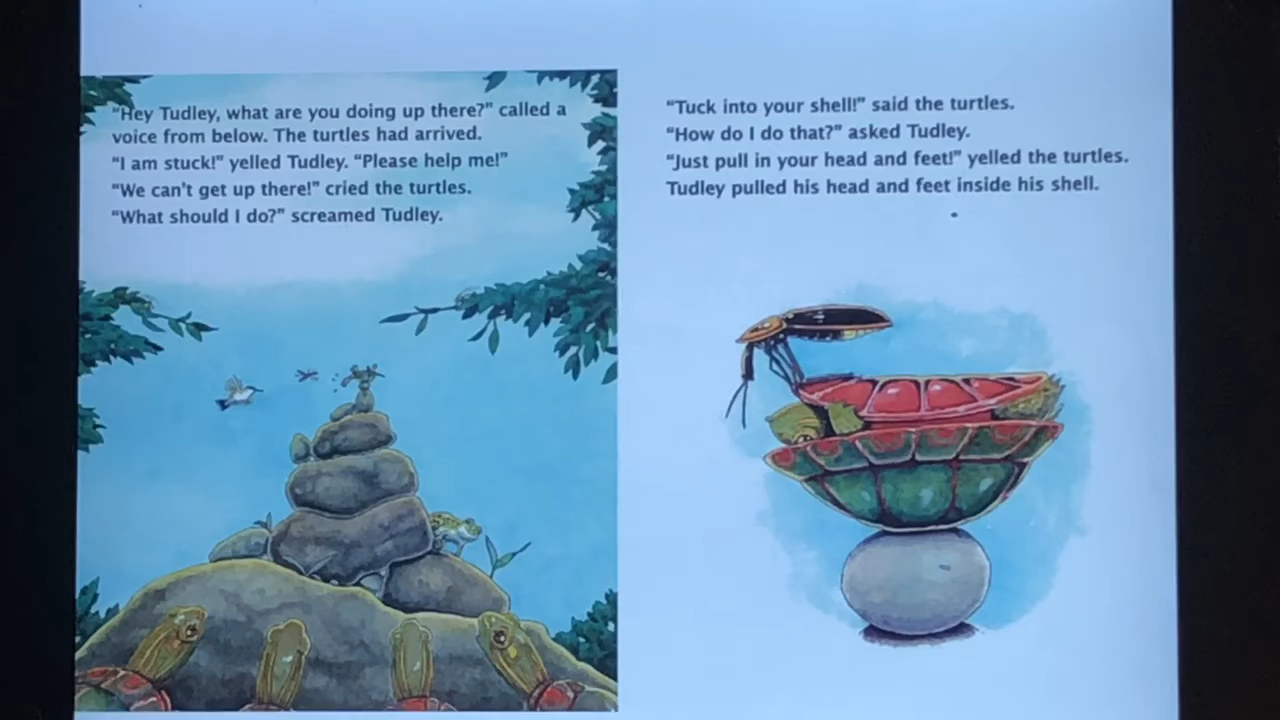 "Hey Tudley, what are you doing up there?" called a
voice from below. The turtles had arrived.
"I am stuck!" yelled Tudley. "Please help me!"
"We can't get up there!" cried the turtles.
"What should I do?" screamed Tudley.
"Tuck into your shell!" said the turtles.
"How do I do that?" asked Tudley.
"Just pull in your head and feet!" yelled the turtles.
Tudley pulled his head and feet inside his shell.